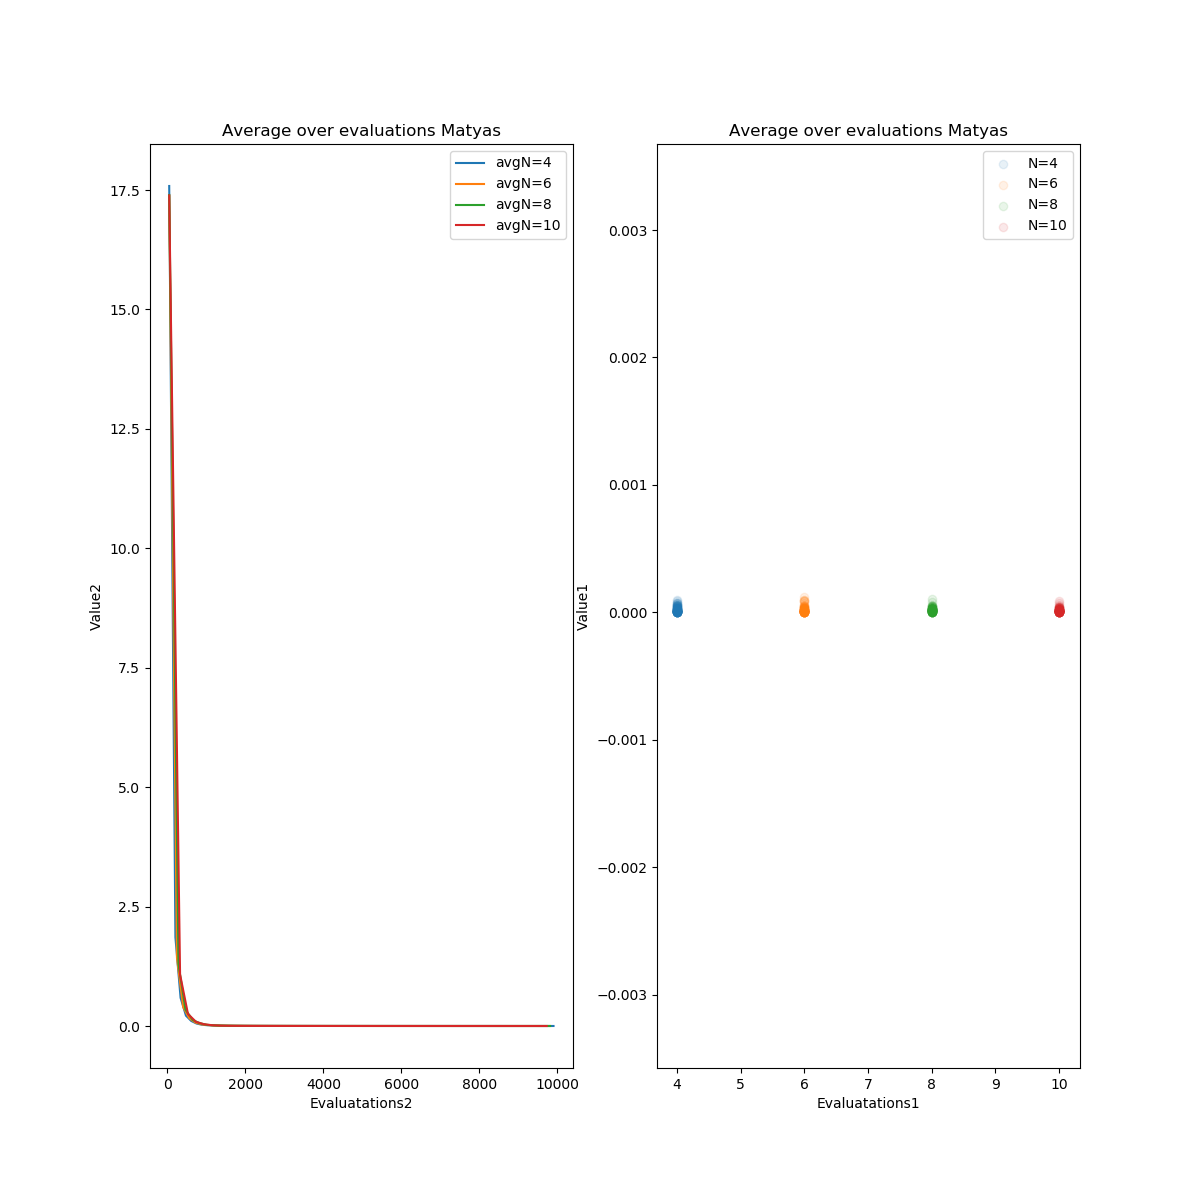 Average over evaluations Matyas
avgN=4
avgN=6
avgN=8
avgN=10
17.5
15.0
12.5
10.0
7.5
5.0
2.5
0.0
Value2
0
2000
4000
6000
8000
10000
Evaluatations2
Average over evaluations Matyas
N=4
N=6
N=8
N=10
0.003
0.002
0.001
0.000
−0.001
−0.002
−0.003
Value1
4
5
6
7
8
9
10
Evaluatations1